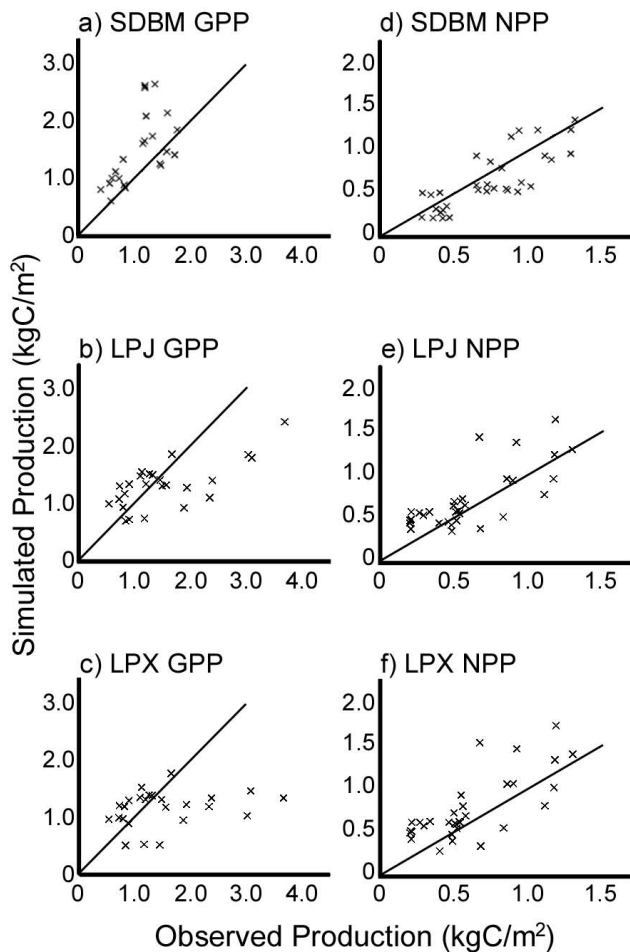 a) SDBM GPP
3.0
2.0
1.0
0
0 1.0 2.0 3.0 4.0
d) SDBM NPP
2.0
1.5
1.0
0.5
0
0 0.5 1.0 1.5
b) LPJ GPP
3.0
2.0
1.0
0
0 1.0 2.0 3.0 4.0
e) LPJ NPP
2.0
1.5
1.0
0.5
0
0 0.5 1.0 1.5
c) LPX GPP
3.0
2.0
1.0
0
0 1.0 2.0 3.0 4.0
f) LPX NPP
2.0
1.5
1.0
0.5
0
0 0.5 1.0 1.5
Simulated Production (kgC/m²)
Observed Production (kgC/m²)